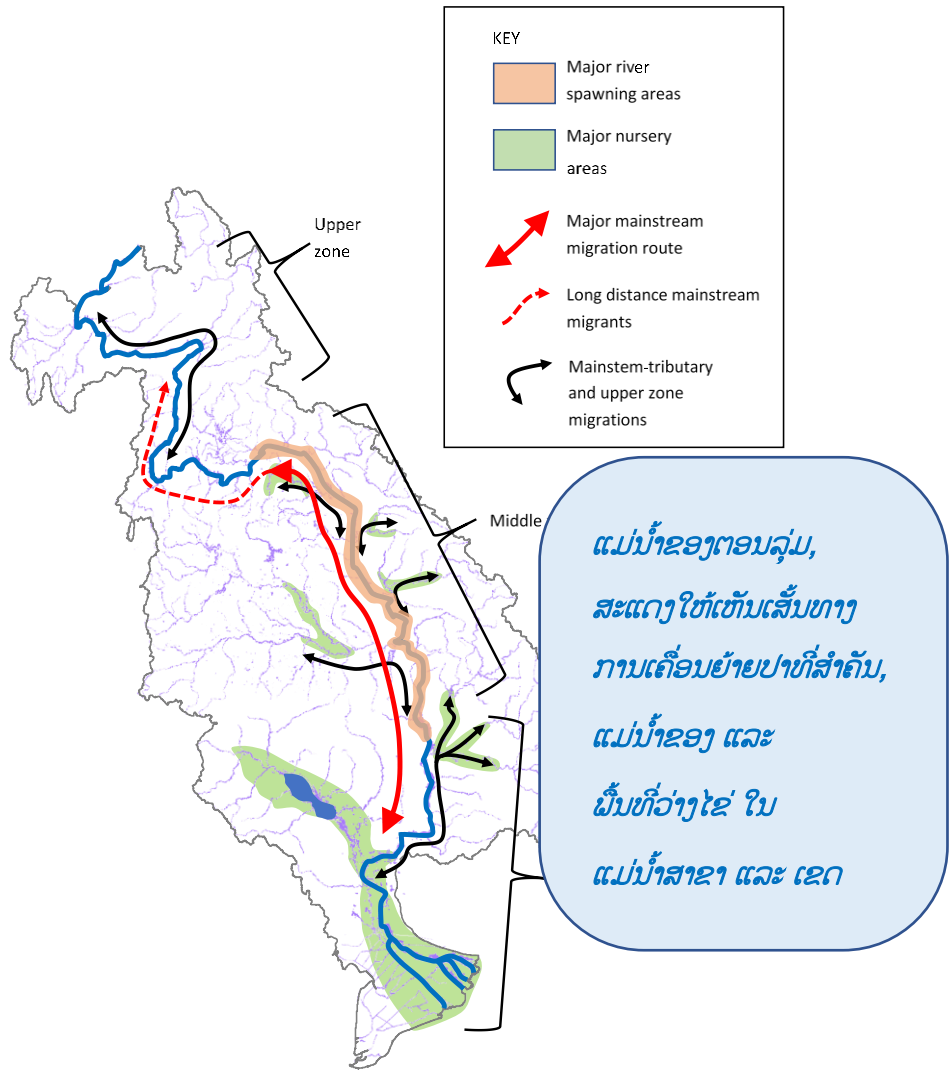 KEY
Major river
spawning areas
Major nursery
areas
Major mainstream
migration route
Long distance mainstream
migrants
Mainstem-tributary
and upper zone
migrations
Upper
zone
Middle
ແມ່ນ້ຳຂອງຕອນລຸ່ມ,
ສະແດງໃຫ້ເຫັນເສັ້ນທາງ
ການເຄື່ອນຍ້າຍປາທີ່ສຳຄັນ,
ແມ່ນ້ຳຂອງ ແລະ
ພື້ນທີ່ວ່າງໄຂ່ ໃນ
ແມ່ນ້ຳສາຂາ ແລະ ເຂດ